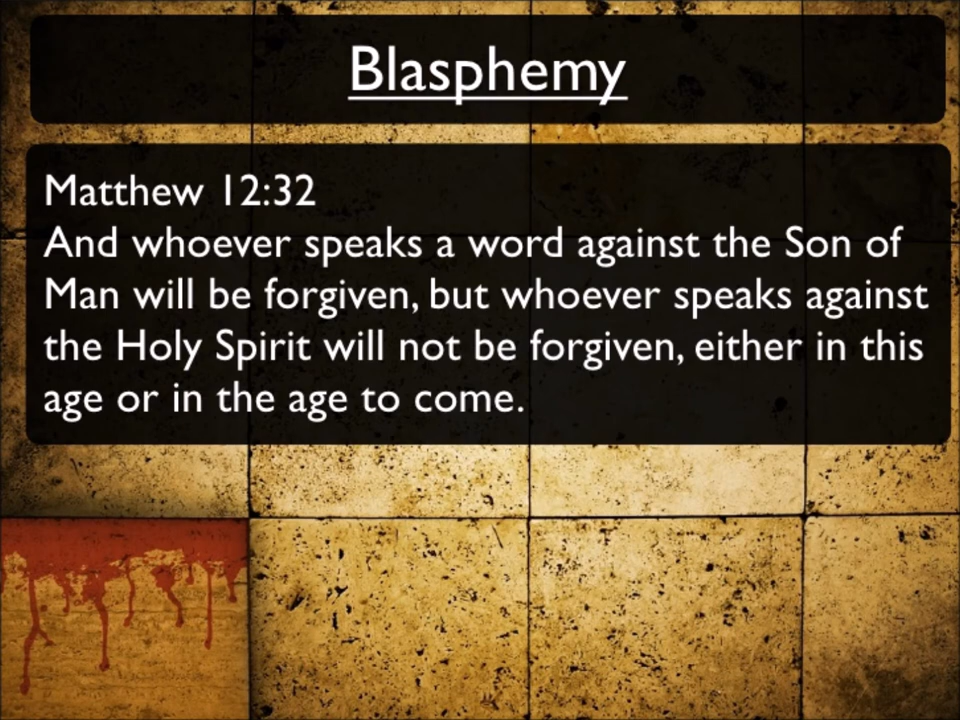 Blasphemy
Matthew 12:32
And whoever speaks a word against the Son of
Man will be forgiven, but whoever speaks against
the Holy Spirit will not be forgiven, either in this
age or in the age to come.